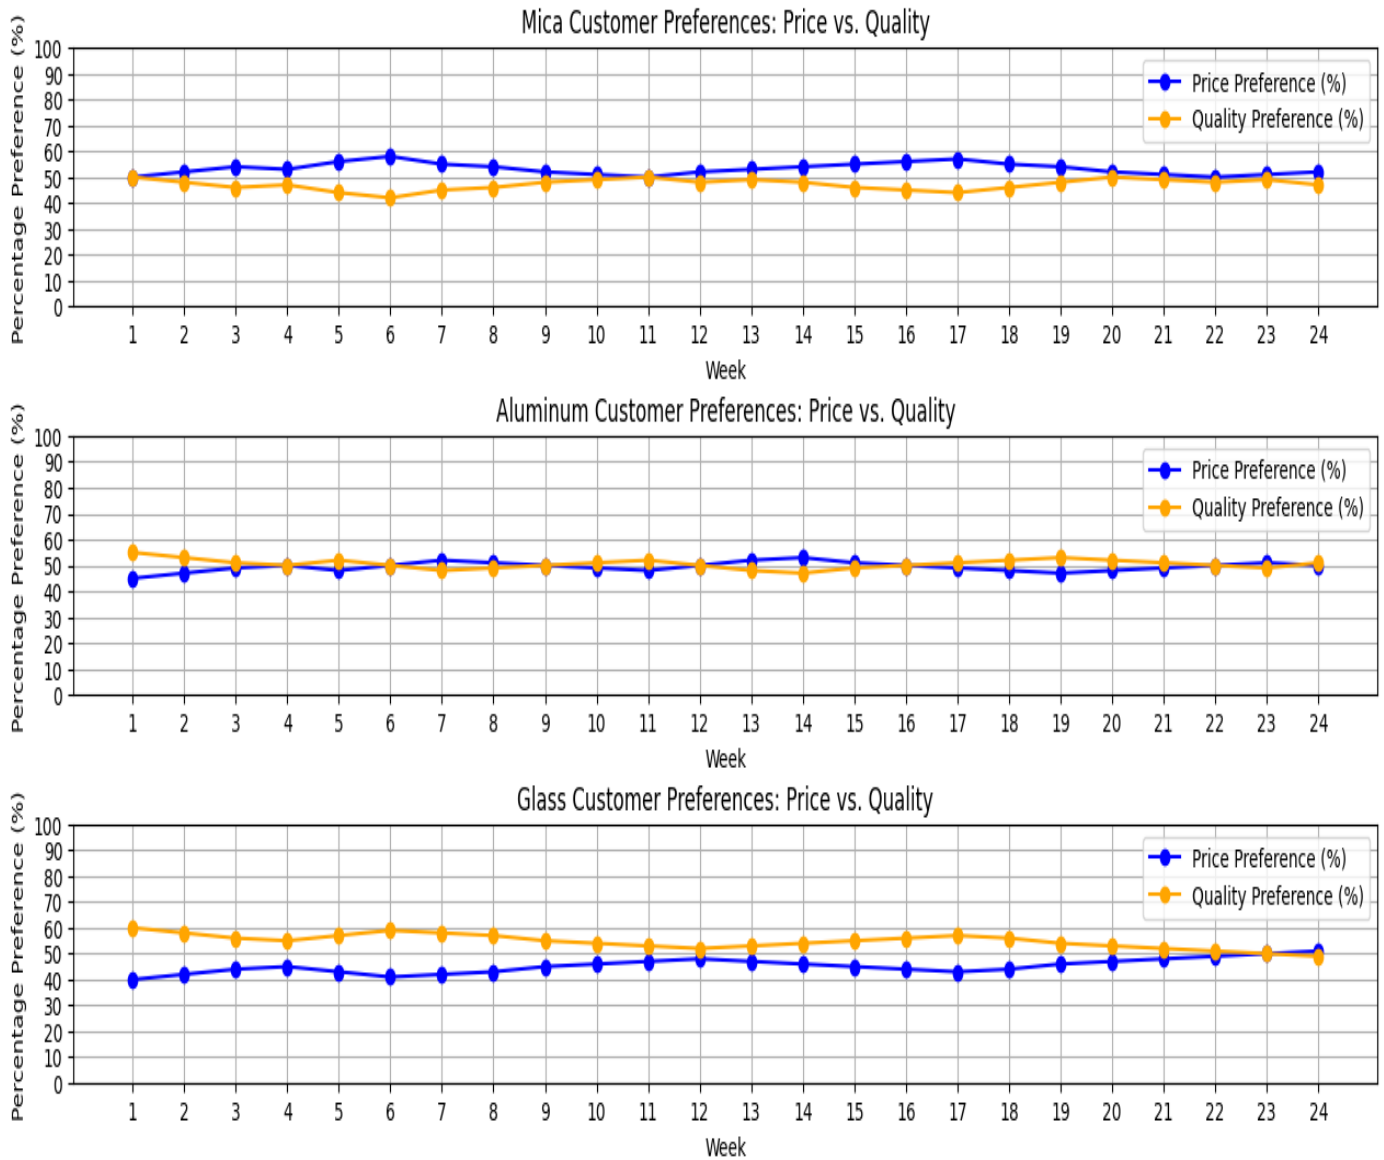 Mica Customer Preferences: Price vs. Quality
Percentage Preference (%)
100
90
80
70
60
50
40
30
20
10
0
Price Preference (%)
Quality Preference (%)
1 2 3 4 5 6 7 8 9 10 11 12 13 14 15 16 17 18 19 20 21 22 23 24
Week
Aluminum Customer Preferences: Price vs. Quality
Percentage Preference (%)
100
90
80
70
60
50
40
30
20
10
0
Price Preference (%)
Quality Preference (%)
1 2 3 4 5 6 7 8 9 10 11 12 13 14 15 16 17 18 19 20 21 22 23 24
Week
Glass Customer Preferences: Price vs. Quality
Percentage Preference (%)
100
90
80
70
60
50
40
30
20
10
0
Price Preference (%)
Quality Preference (%)
1 2 3 4 5 6 7 8 9 10 11 12 13 14 15 16 17 18 19 20 21 22 23 24
Week